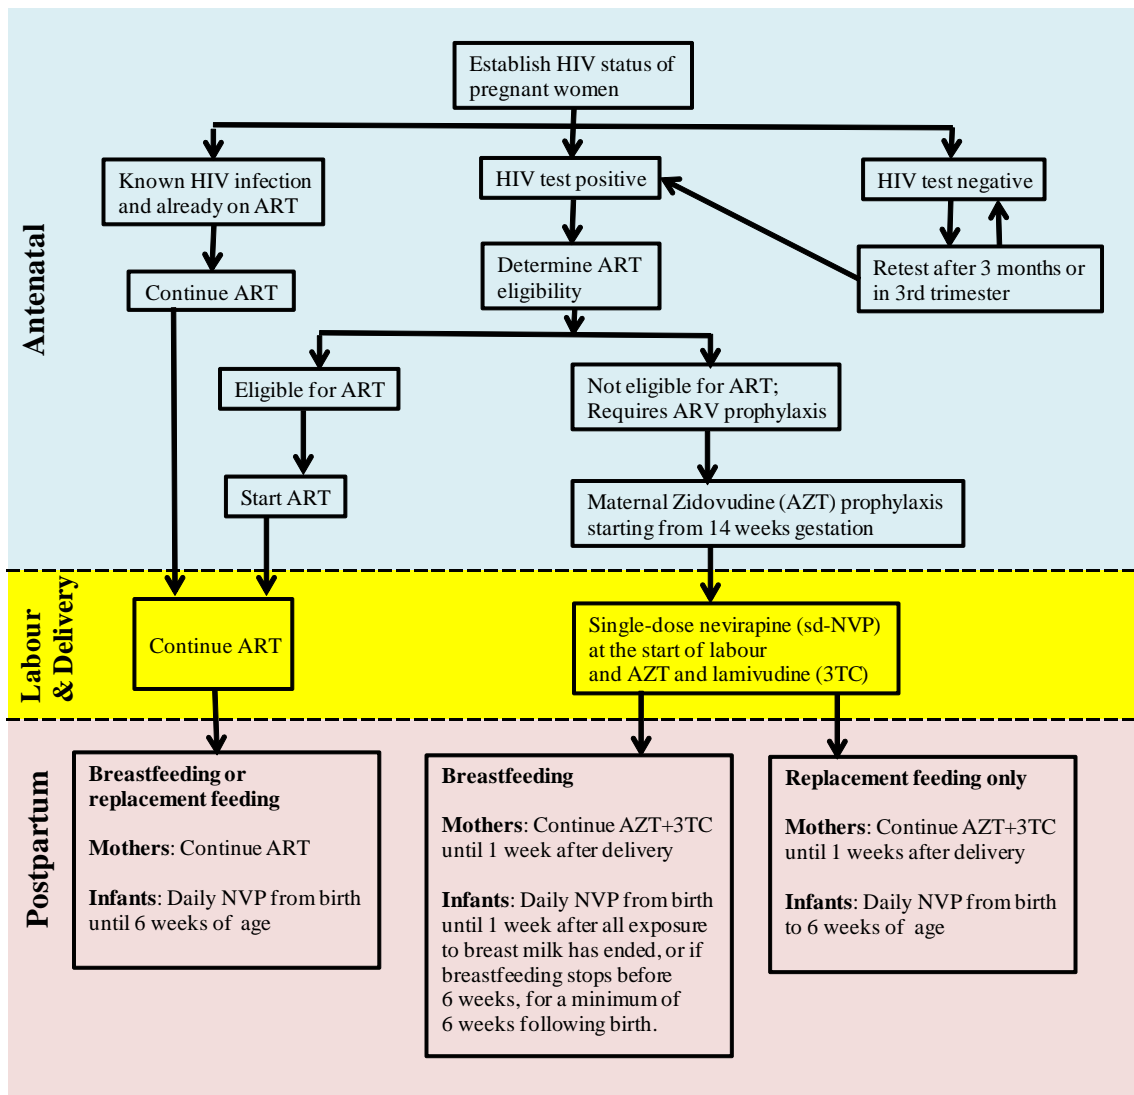 Establish HIV status of
pregnant women
Known HIV infection
and already on ART
HIV test positive
HIV test negative
Continue ART
Determine ART
eligibility
Retest after 3 months or
in 3rd trimester
Antenatal
Eligible for ART
Not eligible for ART;
Requires ARV prophylaxis
Start ART
Maternal Zidovudine (AZT) prophylaxis
starting from 14 weeks gestation
Labour
& Delivery
Continue ART
Single-dose nevirapine (sd-NVP)
at the start of labour
and AZT and lamivudine (3TC)
Postpartum
Breastfeeding or
replacement feeding
Mothers: Continue ART
Infants: Daily NVP from birth
until 6 weeks of age
Breastfeeding
Mothers: Continue AZT+3TC
until 1 week after delivery
Infants: Daily NVP from birth
until 1 week after all exposure
to breast milk has ended, or if
breastfeeding stops before
6 weeks, for a minimum of
6 weeks following birth.
Replacement feeding only
Mothers: Continue AZT+3TC
until 1 weeks after delivery
Infants: Daily NVP from birth
to 6 weeks of age